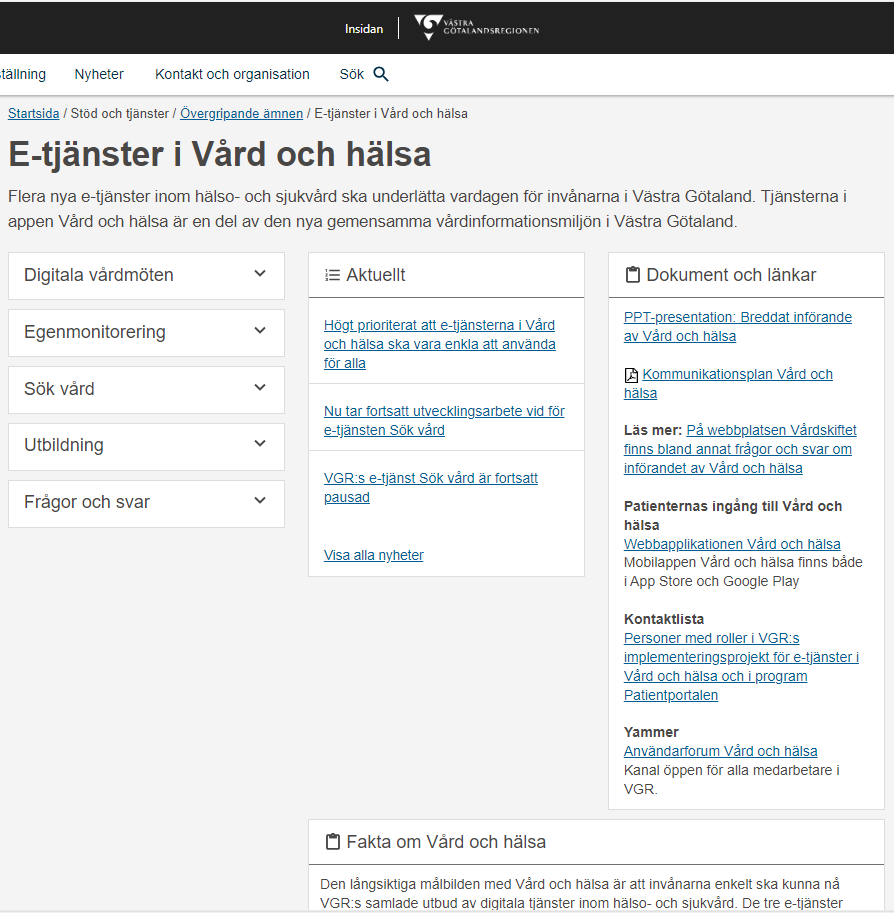 Insidan
VÄSTRA
GÖTALANDSREGIONEN
tällning
Nyheter
Kontakt och organisation
Sök
Startsida / Stöd och tjänster / Övergripande ämnen / E-tjänster i Vård och hälsa
E-tjänster i Vård och hälsa
Flera nya e-tjänster inom hälso- och sjukvård ska underlätta vardagen för invånarna i Västra Götaland. Tjänsterna i
appen Vård och hälsa är en del av den nya gemensamma vårdinformationsmiljön i Västra Götaland.
Digitala vårdmöten
Egenmonitorering
Sök vård
Utbildning
Frågor och svar
Aktuellt
Högt prioriterat att e-tjänsterna i Vård
och hälsa ska vara enkla att använda
för alla
Nu tar fortsatt utvecklingsarbete vid för
e-tjänsten Sök vård
VGR:s e-tjänst Sök vård är fortsatt
pausad
Visa alla nyheter
Dokument och länkar
PPT-presentation: Breddat införande
av Vård och hälsa
Kommunikationsplan Vård och
hälsa
Läs mer: På webbplatsen Vårdskiftet
finns bland annat frågor och svar om
införandet av Vård och hälsa
Patienternas ingång till Vård och
hälsa
Webbapplikationen Vård och hälsa
Mobilappen Vård och hälsa finns både
i App Store och Google Play
Kontaktlista
Personer med roller i VGR:s
implementeringsprojekt för e-tjänster i
Vård och hälsa och i program
Patientportalen
Yammer
Användarforum Vård och hälsa
Kanal öppen för alla medarbetare i
VGR.
Fakta om Vård och hälsa
Den långsiktiga målbilden med Vård och hälsa är att invånarna enkelt ska kunna nå
VGR:s samlade utbud av digitala tjänster inom hälso- och sjukvård. De tre e-tjänster